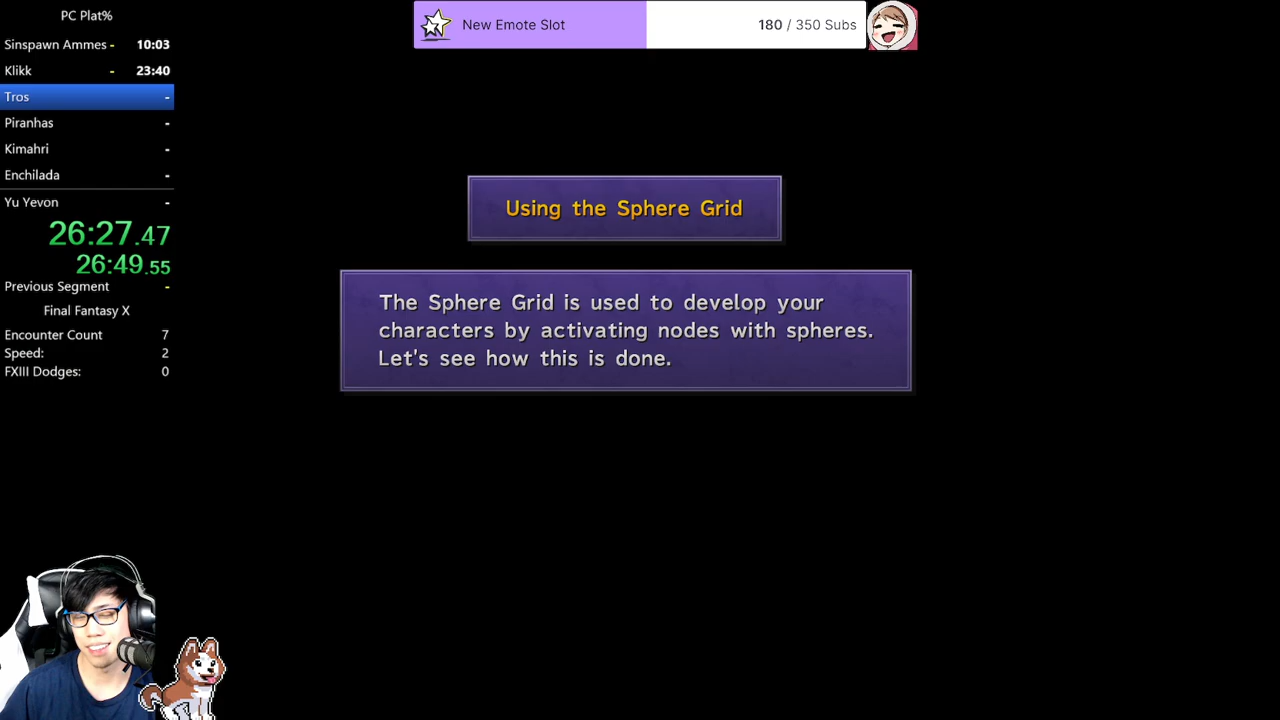 PC Plat%
Sinspawn Ammes - 10:03
Klikk - 23:40
Tros -
Piranhas -
Kimahri -
Enchilada -
Yu Yevon -
26:27.47
26:49.55
Previous Segment -
Final Fantasy X
Encounter Count 7
Speed: 2
FXIII Dodges: 0
New Emote Slot 180 / 350 Subs
Using the Sphere Grid
The Sphere Grid is used to develop your
characters by activating nodes with spheres.
Let's see how this is done.